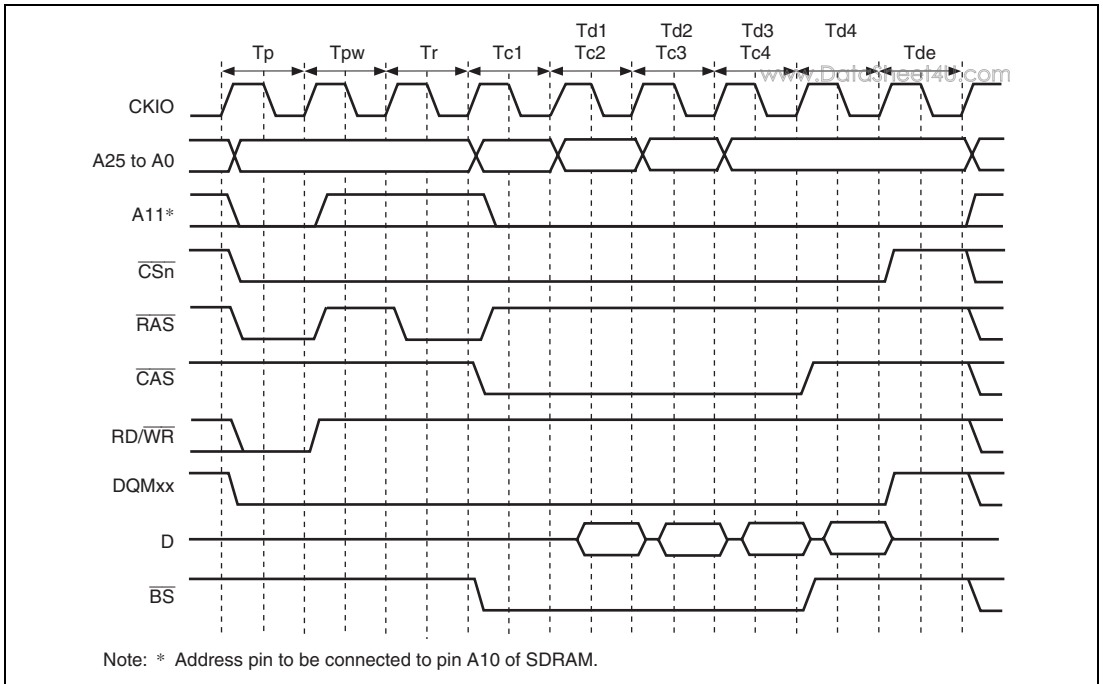 Td1 Td2 Td3 Td4
Tp Tpw Tr Tc1 Tc2 Tc3 Tc4 Tde
www.DataSheet4U.com
CKIO
A25 to A0
A11*
CSn
RAS
CAS
RD/WR
DQMxx
D
BS
Note: * Address pin to be connected to pin A10 of SDRAM.